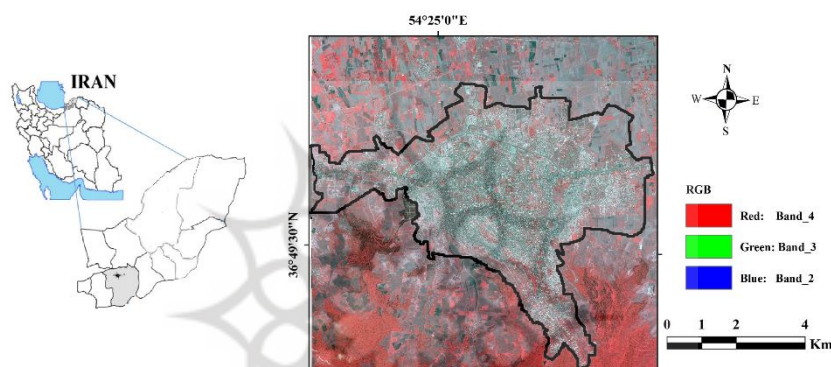 54°25'0"E
IRAN
N
W E
S
36°49'30"N
RGB
Red: Band_4
Green: Band_3
Blue: Band_2
0 1 2 4
Km